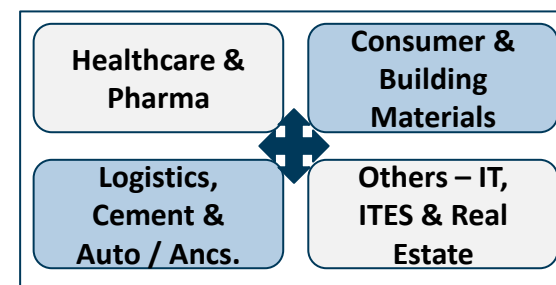 Healthcare &
Pharma
Consumer &
Building
Materials
Logistics,
Cement &
Auto / Ancs.
Others – IT,
ITES & Real
Estate